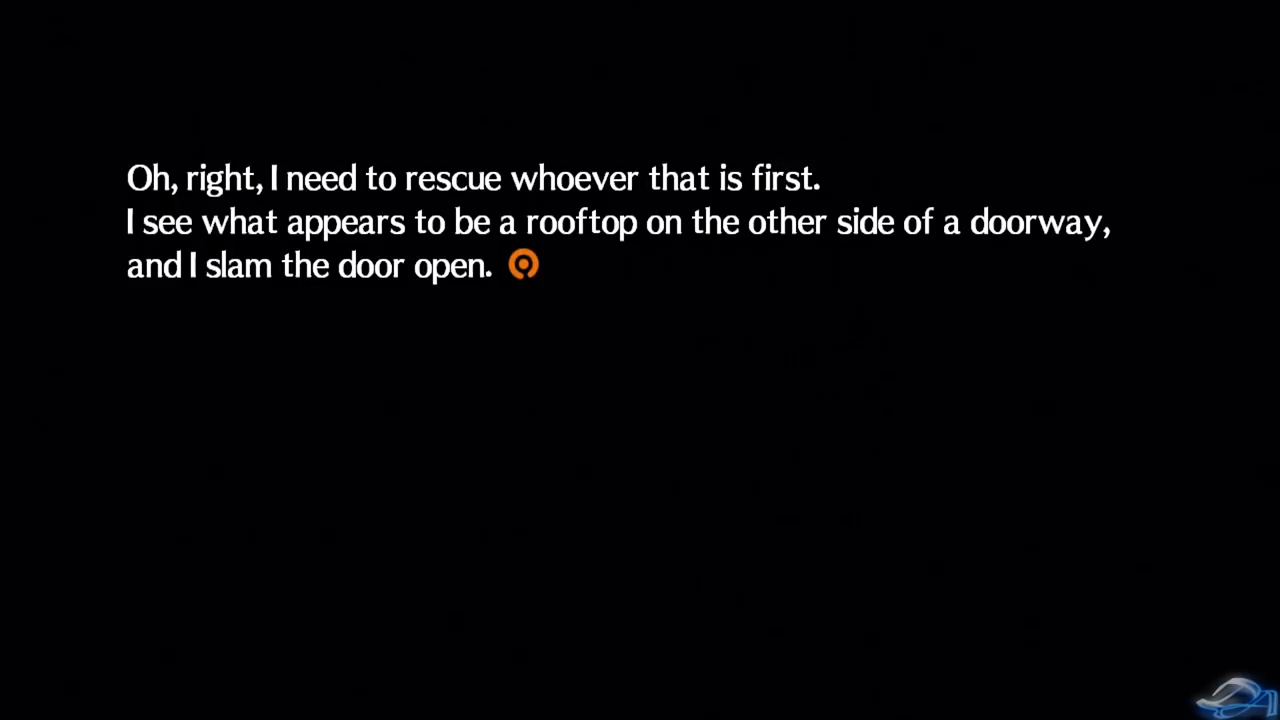 Oh, right, I need to rescue whoever that is first.
I see what appears to be a rooftop on the other side of a doorway,
and I slam the door open.